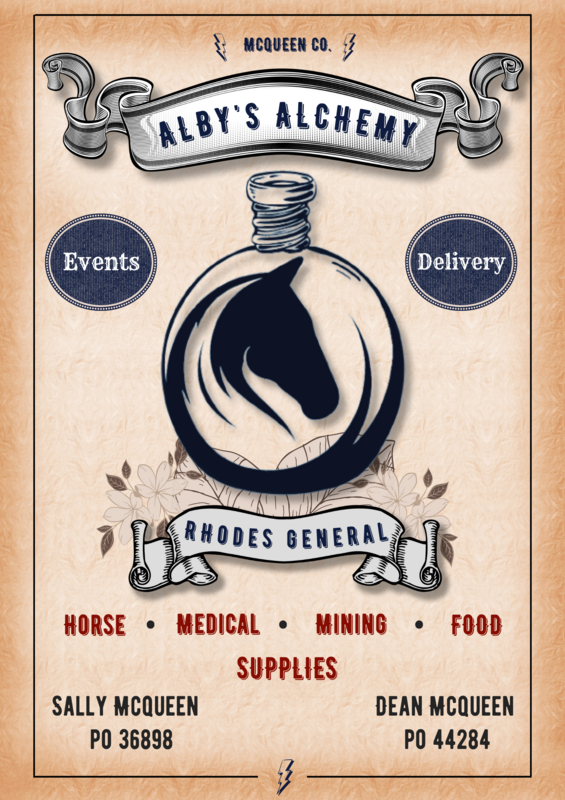 MCQUEEN CO.
ALBY'S ALCHEMY
Events
Delivery
RHODES GENERAL
HORSE • MEDICAL • MINING • FOOD
SUPPLIES
SALLY MCQUEEN
PO 36898
DEAN MCQUEEN
PO 44284